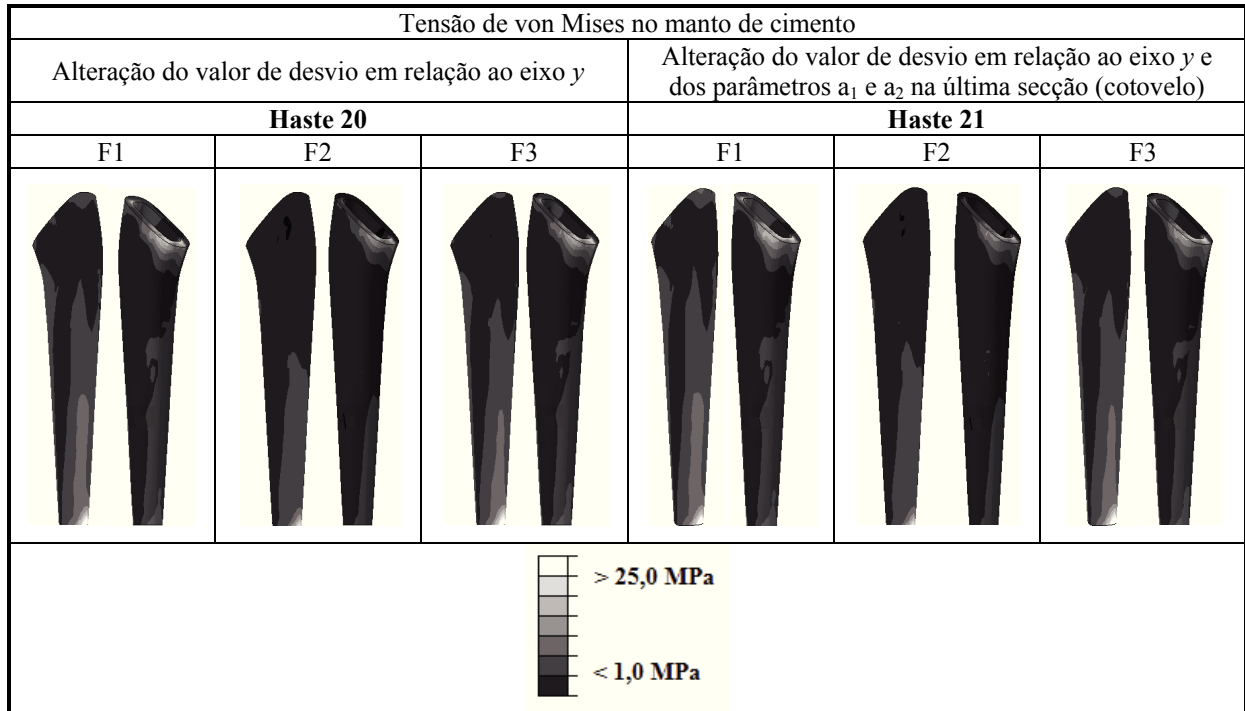 Tensão de von Mises no manto de cimento
Alteração do valor de desvio em relação ao eixo y
Alteração do valor de desvio em relação ao eixo y e
dos parâmetros a₁ e a₂ na última secção (cotovelo)
Haste 20
Haste 21
F1
F2
F3
F1
F2
F3
> 25,0 MPa
< 1,0 MPa